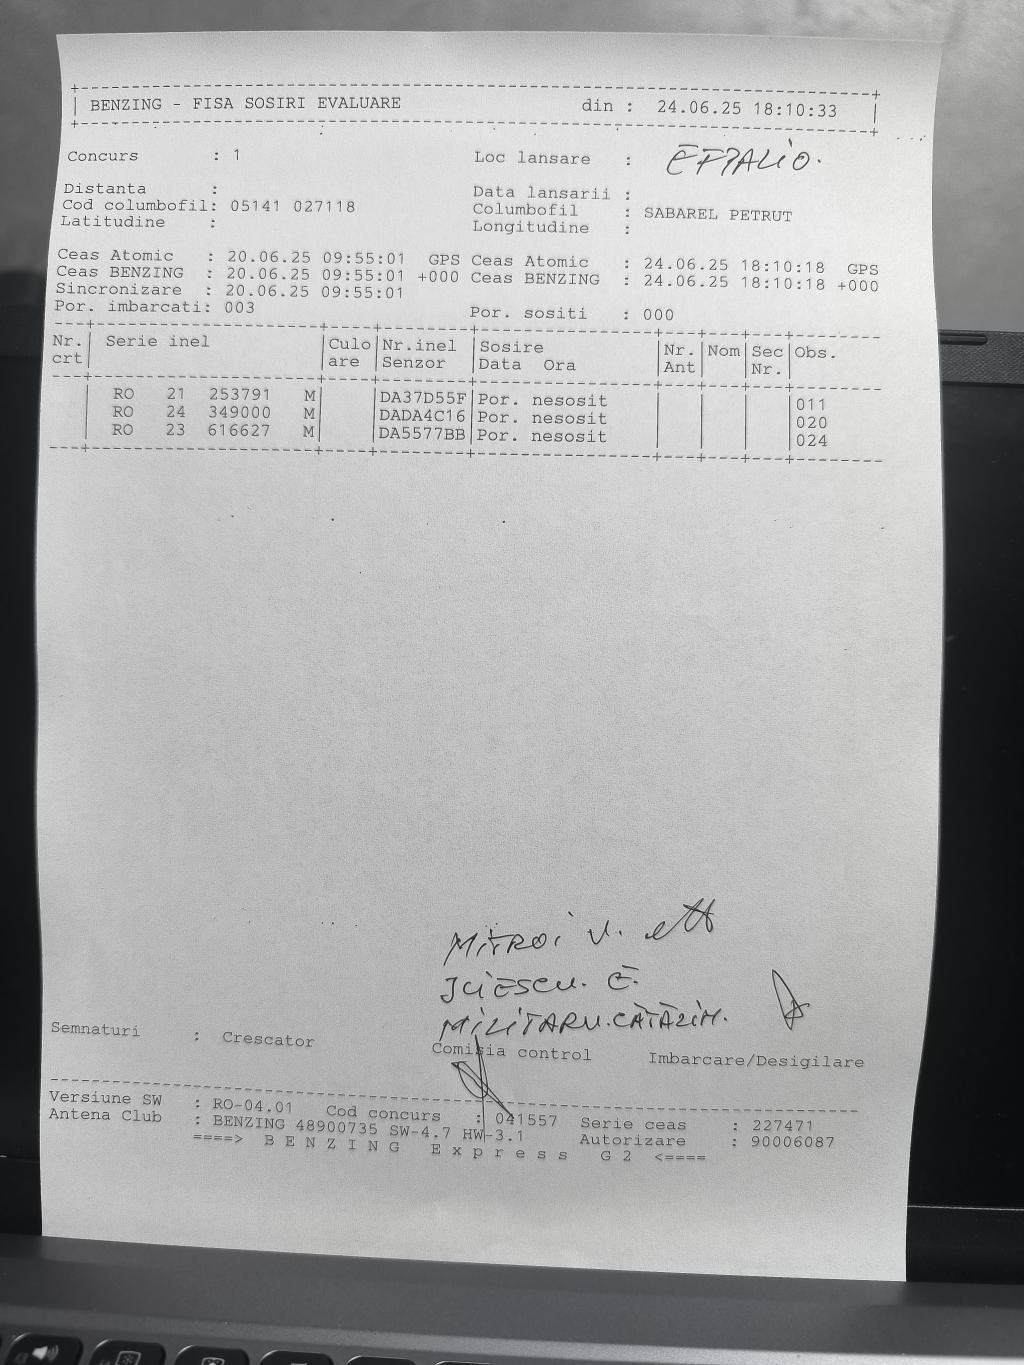 BENZING - FISA SOSIRI EVALUARE din : 24.06.25 18:10:33
Concurs : 1 Loc lansare : EFPALIO.
Distanta : Data lansarii :
Cod columbofil: 05141 027118 Columbofil : SABAREL PETRUT
Latitudine : Longitudine :
Ceas Atomic : 20.06.25 09:55:01 GPS Ceas Atomic : 24.06.25 18:10:18 GPS
Ceas BENZING : 20.06.25 09:55:01 +000 Ceas BENZING : 24.06.25 18:10:18 +000
Sincronizare : 20.06.25 09:55:01
Por. imbarcati: 003 Por. sositi : 000
Nr. Serie inel Culo Nr.inel Sosire Nr. Nom Sec Obs.
crt are Senzor Data Ora Ant Nr.
RO 21 253791 M DA37D55F Por. nesosit 011
RO 24 349000 DADA4C16 Por. nesosit 020
RO 23 616627 M DA5577BB Por. nesosit 024
MITROI V.
ILIESCU. E.
MILITARU.CĂTĂLIN.
Semnaturi : Crescator Comisia control Imbarcare/Desigilare
Versiune SW : RO-04.01 Cod concurs : 041557 Serie ceas : 227471
Antena Club : BENZING 48900735 SW-4.7 HW-3.1 Autorizare : 90006087
====> B E N Z I N G E x p r e s s G 2 <====